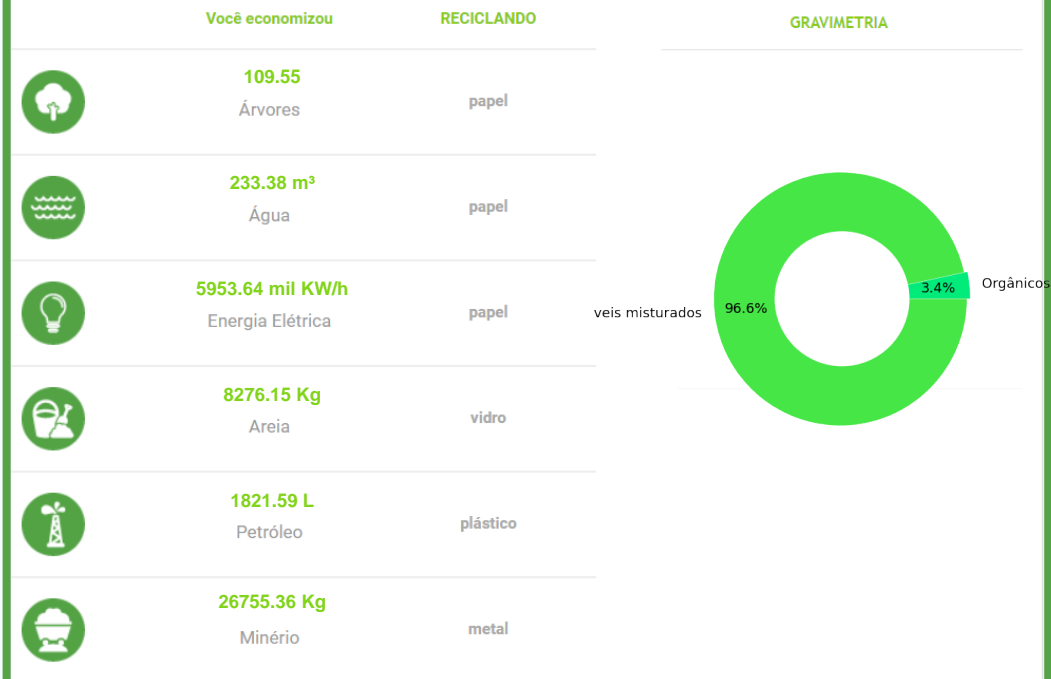 Você economizou
RECICLANDO
109.55
Árvores
papel
233.38 m³
Água
papel
5953.64 mil KW/h
Energia Elétrica
papel
8276.15 Kg
Areia
vidro
1821.59 L
Petróleo
plástico
26755.36 Kg
Minério
metal
GRAVIMETRIA
3.4%
Orgânicos
veis misturados
96.6%